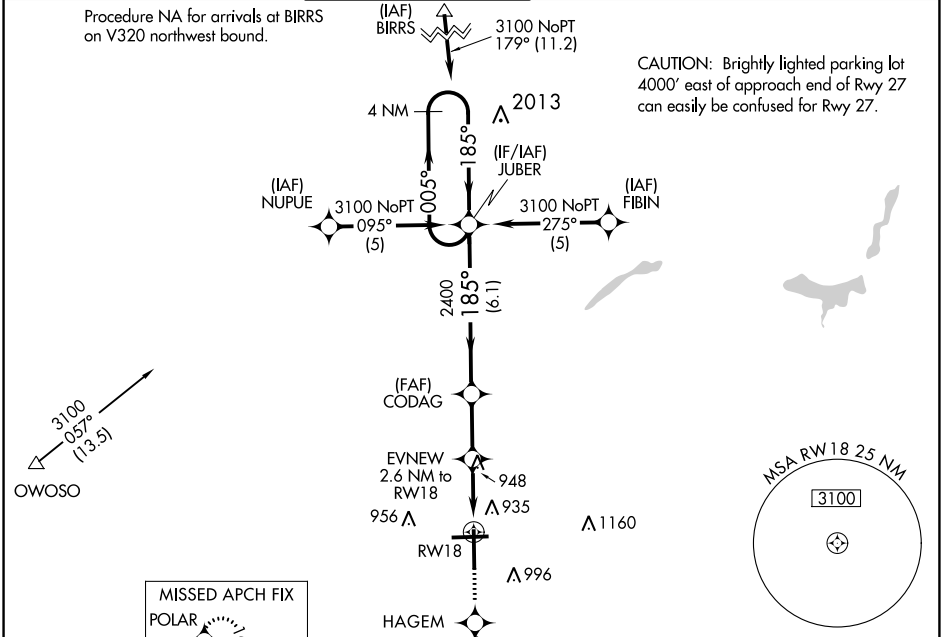 Procedure NA for arrivals at BIRRS
on V320 northwest bound.
(IAF)
BIRRS
3100 NoPT
179° (11.2)
CAUTION: Brightly lighted parking lot
4000' east of approach end of Rwy 27
can easily be confused for Rwy 27.
4 NM
2013
185°
005°
(IF/IAF)
JUBER
(IAF)
NUPUE
3100 NoPT
095°
(5)
3100 NoPT
275°
(5)
(IAF)
FIBIN
2400
185°
(6.1)
(FAF)
CODAG
3100
057°
(13.5)
OWOSO
EVNEW
2.6 NM to
RW18
948
935
956
1160
RW18
996
MSA RW18 25 NM
3100
MISSED APCH FIX
POLAR
HAGEM